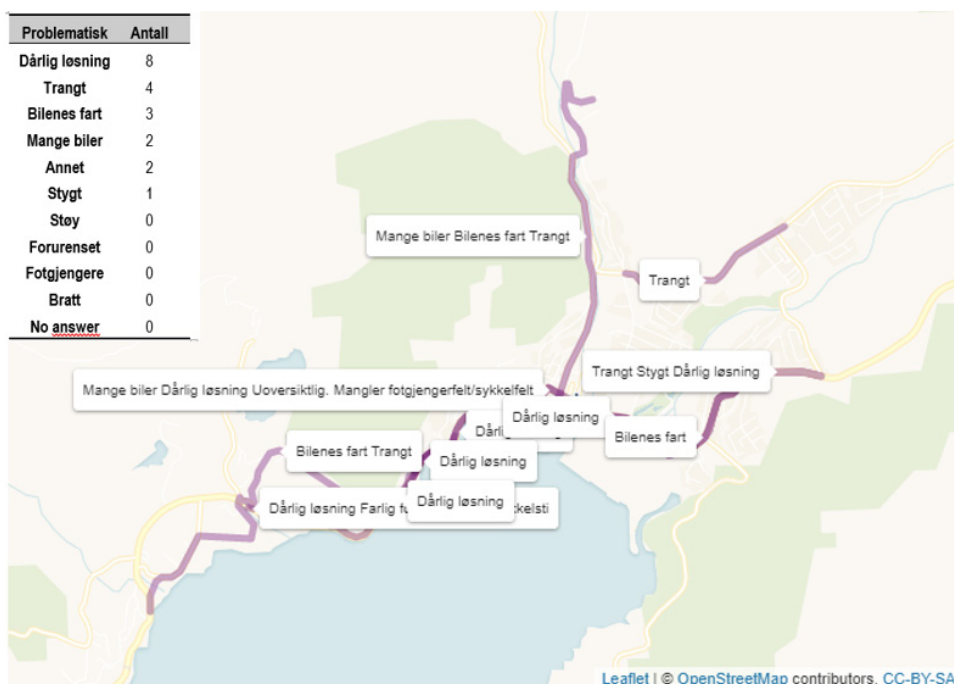 Problematisk Antall
Dårlig løsning 8
Trangt 4
Bilenes fart 3
Mange biler 2
Annet 2
Stygt 1
Støy 0
Forurenset 0
Fotgjengere 0
Bratt 0
No answer 0
Mange biler Bilenes fart Trangt
Trangt
Trangt Stygt Dårlig løsning
Mange biler Dårlig løsning Uoversiktlig. Mangler fotgjengerfelt/sykkelfelt
Dårlig løsning
Bilenes fart
Bilenes fart Trangt
Dårlig løsning
Dårlig løsning Farlig
Dårlig løsning
Leaflet | © OpenStreetMap contributors, CC-BY-SA